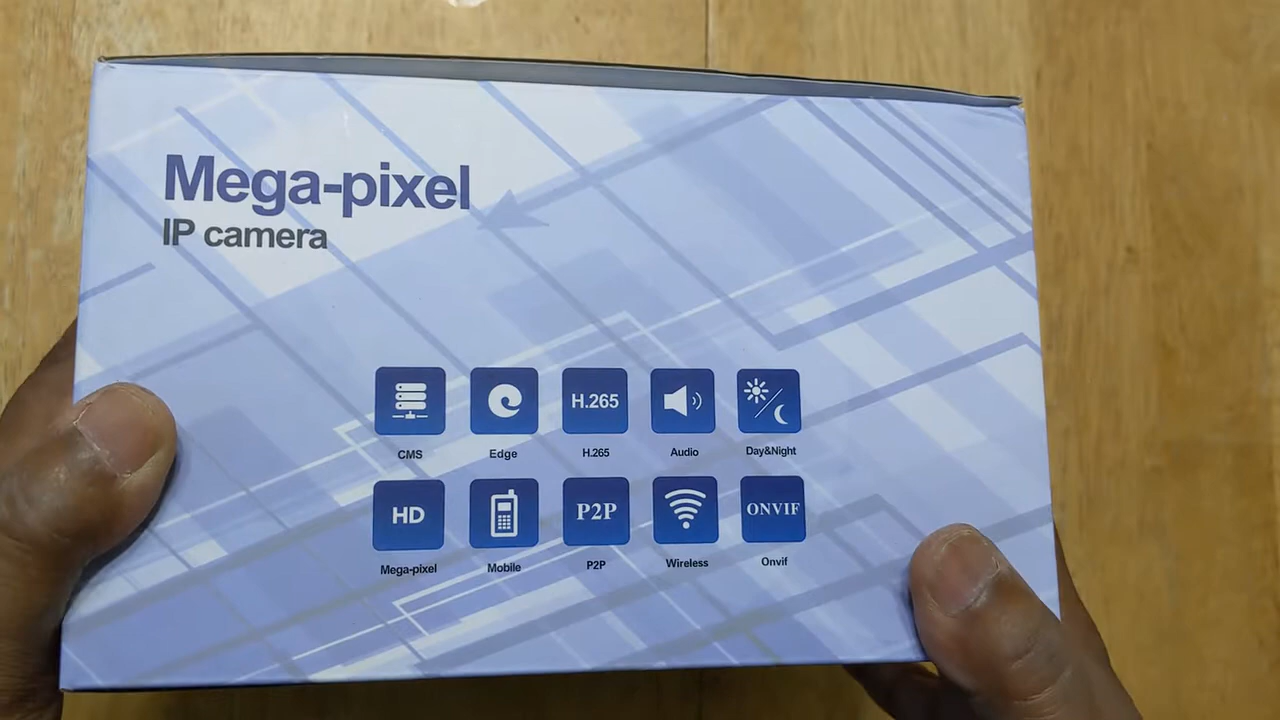 Mega-pixel
IP camera
H.265
CMS Edge H.265 Audio Day&Night
HD P2P ONVIF
Mega-pixel Mobile P2P Wireless Onvif